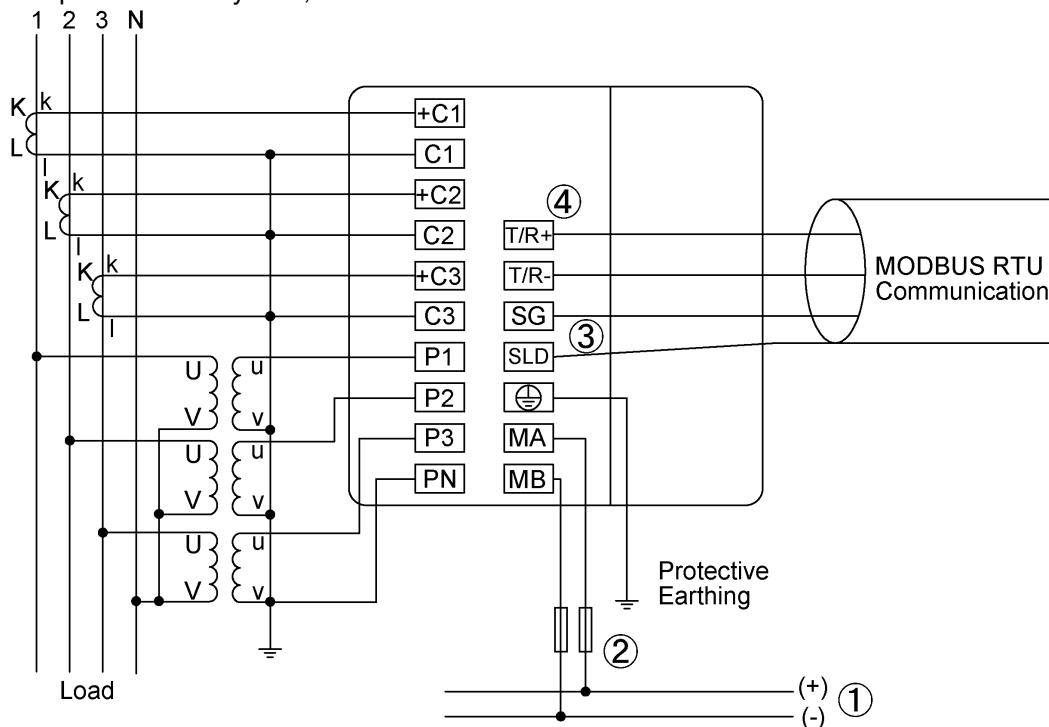 1 2 3 N
K k
L
l
K k
L
l
K k
L
l
+C1
C1
+C2
C2
+C3
C3
P1
P2
P3
PN
④
T/R+
T/R-
SG
③
SLD
MA
MB
MODBUS RTU
Communication
U u
V v
U u
V v
U u
V v
Protective
Earthing
②
Load
(+)
①
(-)